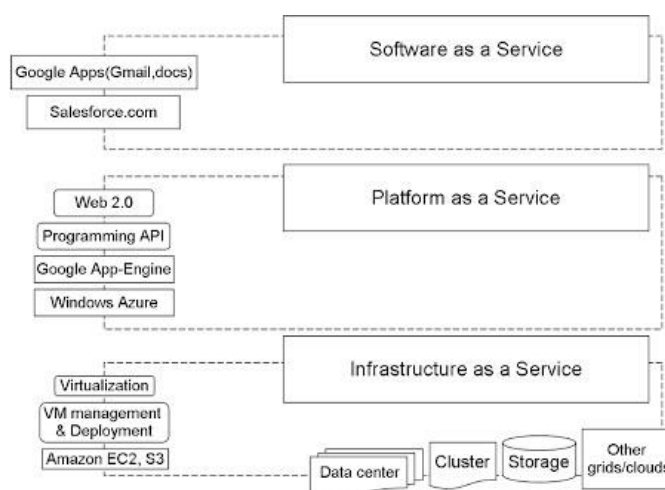 Software as a Service
Google Apps(Gmail,docs)
Salesforce.com
Platform as a Service
Web 2.0
Programming API
Google App-Engine
Windows Azure
Infrastructure as a Service
Virtualization
VM management
& Deployment
Amazon EC2, S3
Data center
Cluster
Storage
Other
grids/clouds